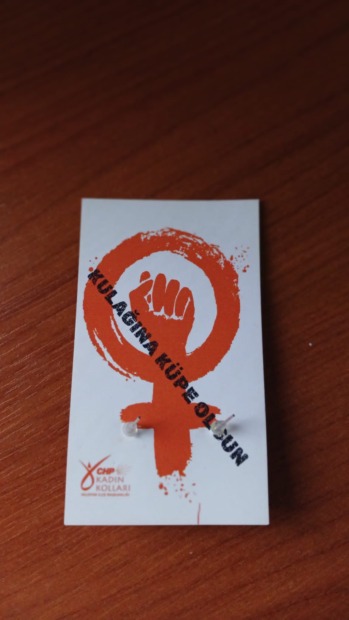 KULAĞINA KÜPE OLSUN
CHP
KADIN
KOLLARI